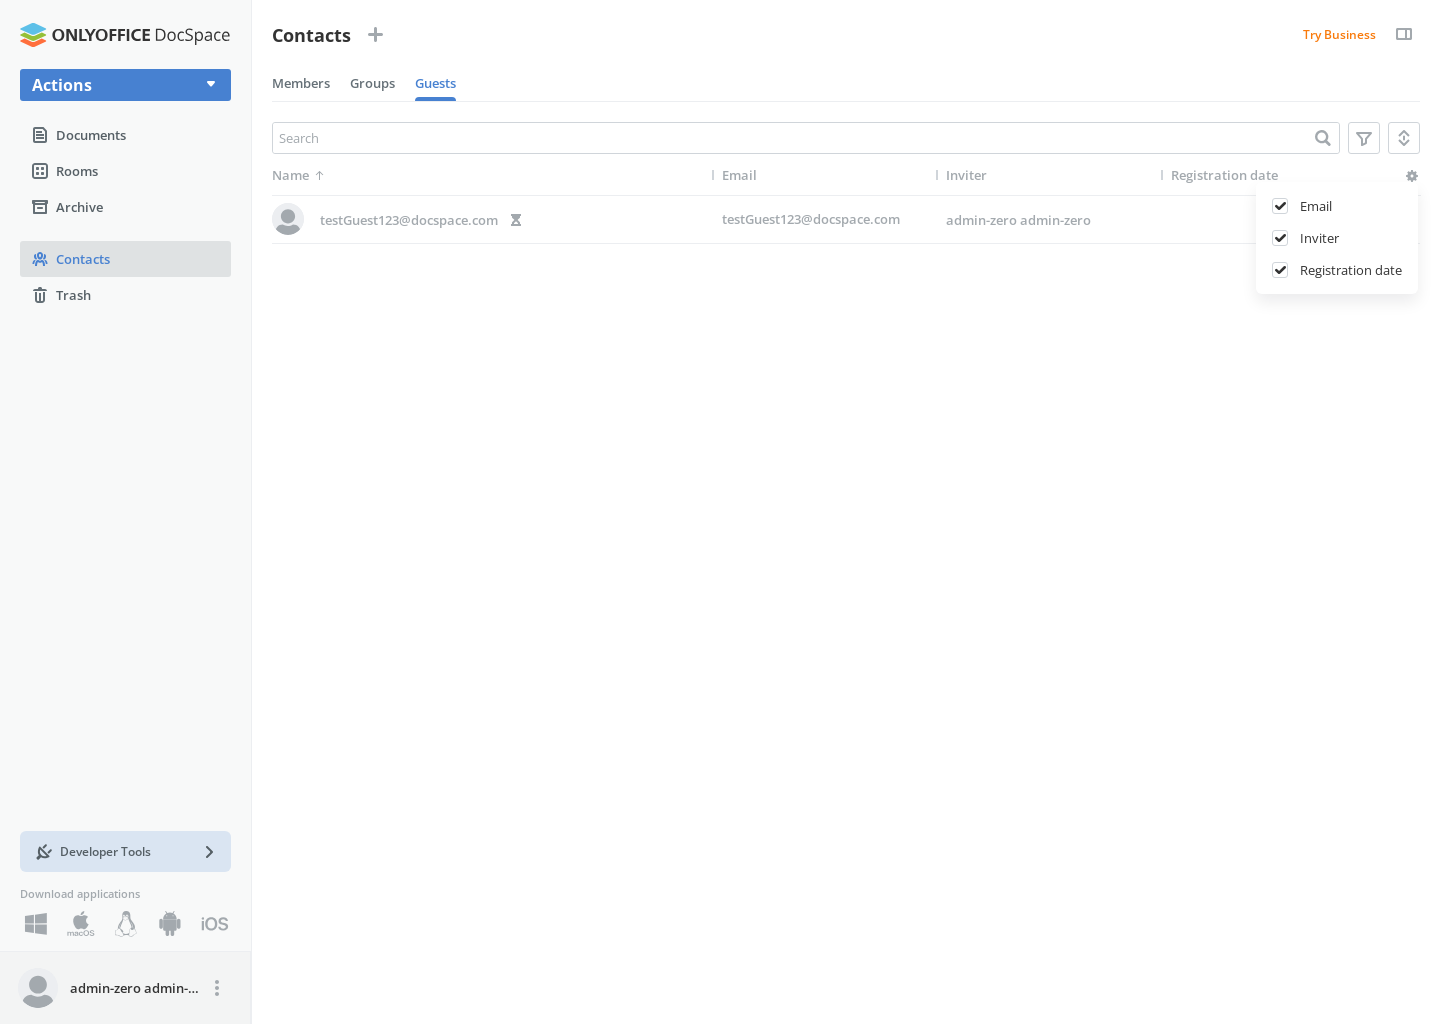 ONLYOFFICE DocSpace
Actions
Documents
Rooms
Archive
Contacts
Trash
Developer Tools
Download applications
macOS
iOS
admin-zero admin-...
Contacts
Try Business
Members Groups Guests
Search
Name Email Inviter Registration date
testGuest123@docspace.com testGuest123@docspace.com admin-zero admin-zero
Email
Inviter
Registration date